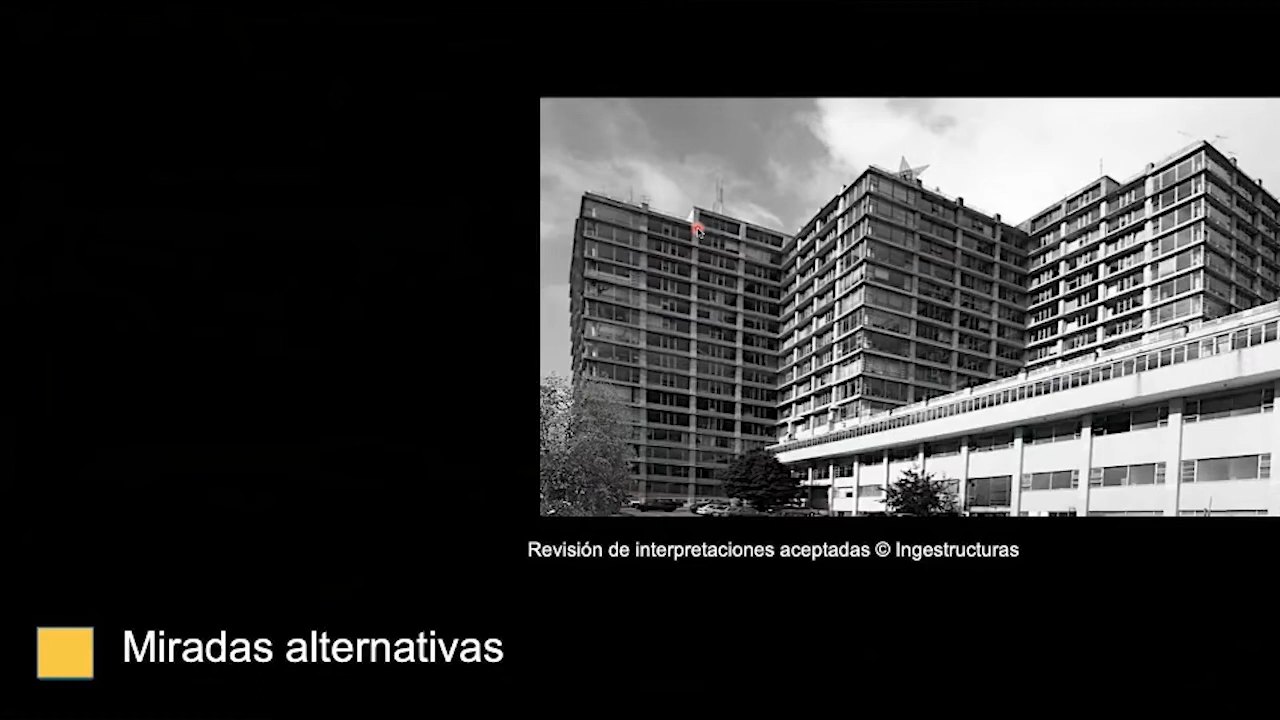 Revisión de interpretaciones aceptadas © Ingestructuras
Miradas alternativas